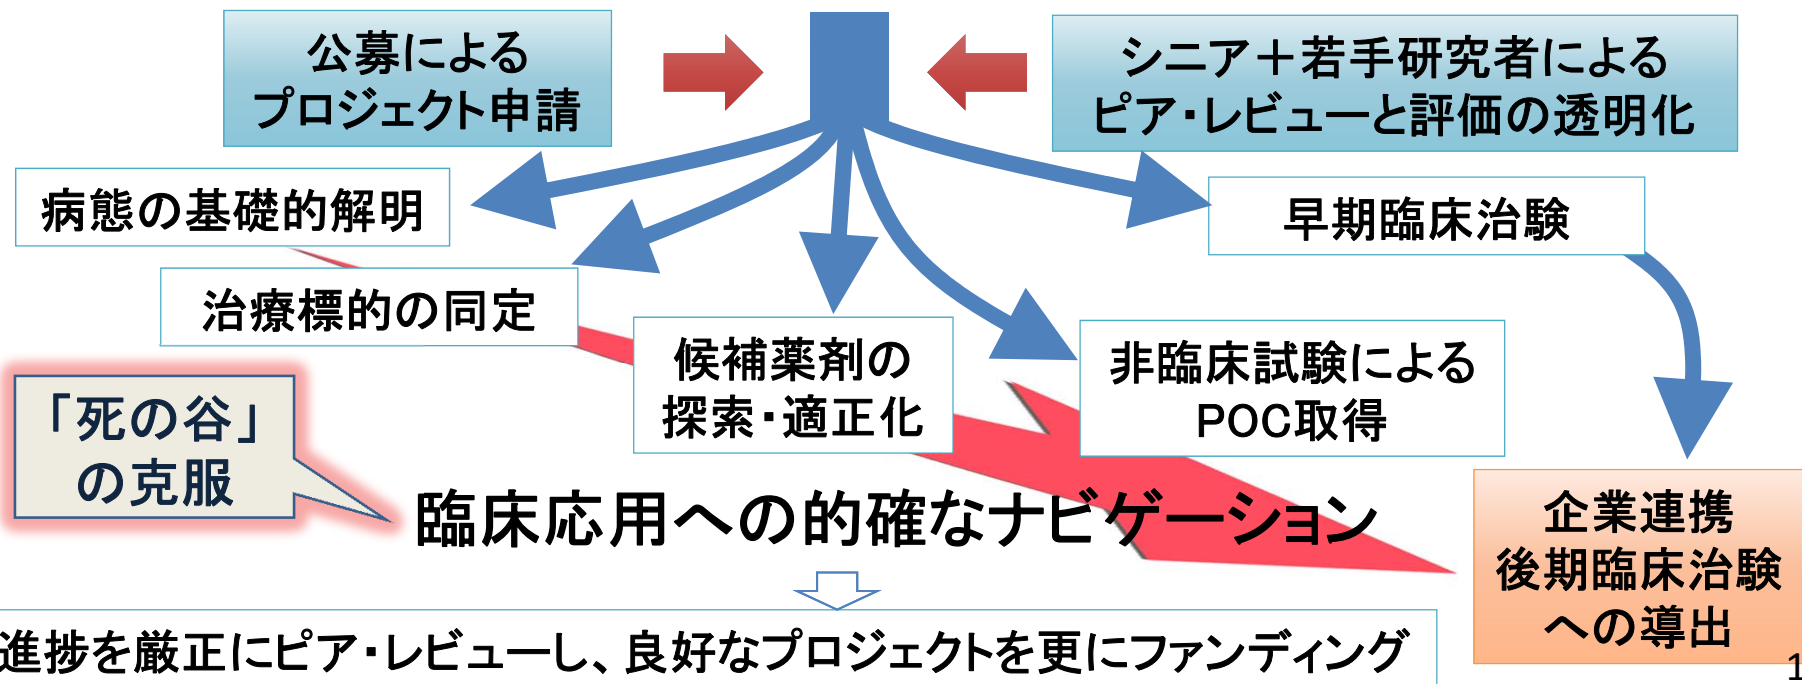 公募による
プロジェクト申請
シニア＋若手研究者による
ピア・レビューと評価の透明化
病態の基礎的解明
早期臨床治験
治療標的の同定
候補薬剤の
探索・適正化
非臨床試験による
POC取得
「死の谷」
の克服
臨床応用への的確なナビゲーション
企業連携
後期臨床治験
への導出
進捗を厳正にピア・レビューし、良好なプロジェクトを更にファンディング
1